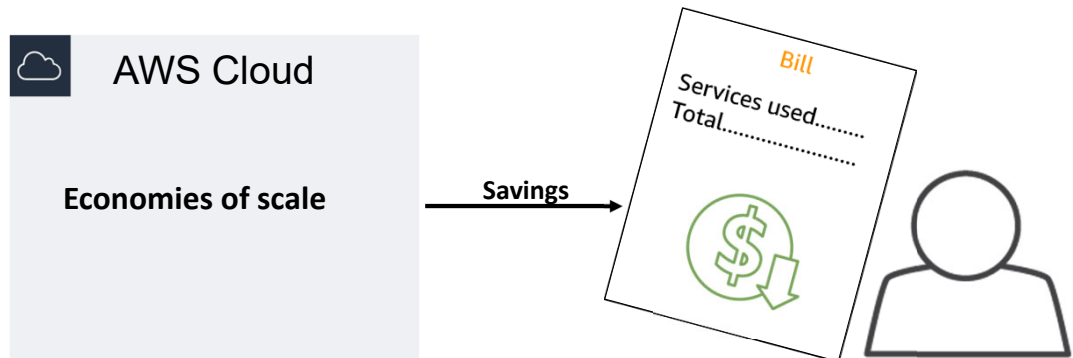 AWS Cloud
Economies of scale
Savings
Bill
Services used.........
Total.......................